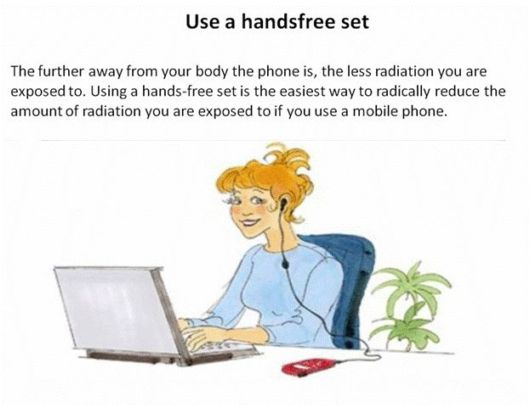 Use a handsfree set
The further away from your body the phone is, the less radiation you are
exposed to. Using a hands-free set is the easiest way to radically reduce the
amount of radiation you are exposed to if you use a mobile phone.